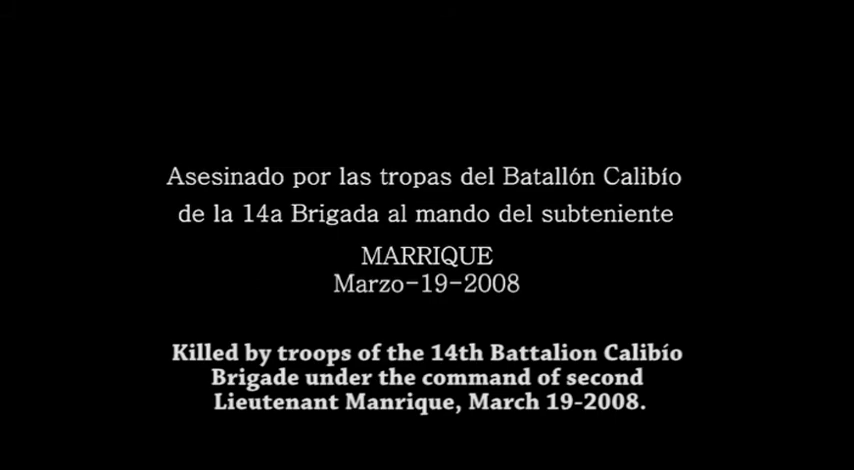 Asesinado por las tropas del Batallón Calibío
de la 14a Brigada al mando del subteniente
MARRIQUE
Marzo-19-2008
Killed by troops of the 14th Battalion Calibío
Brigade under the command of second
Lieutenant Manrique, March 19-2008.